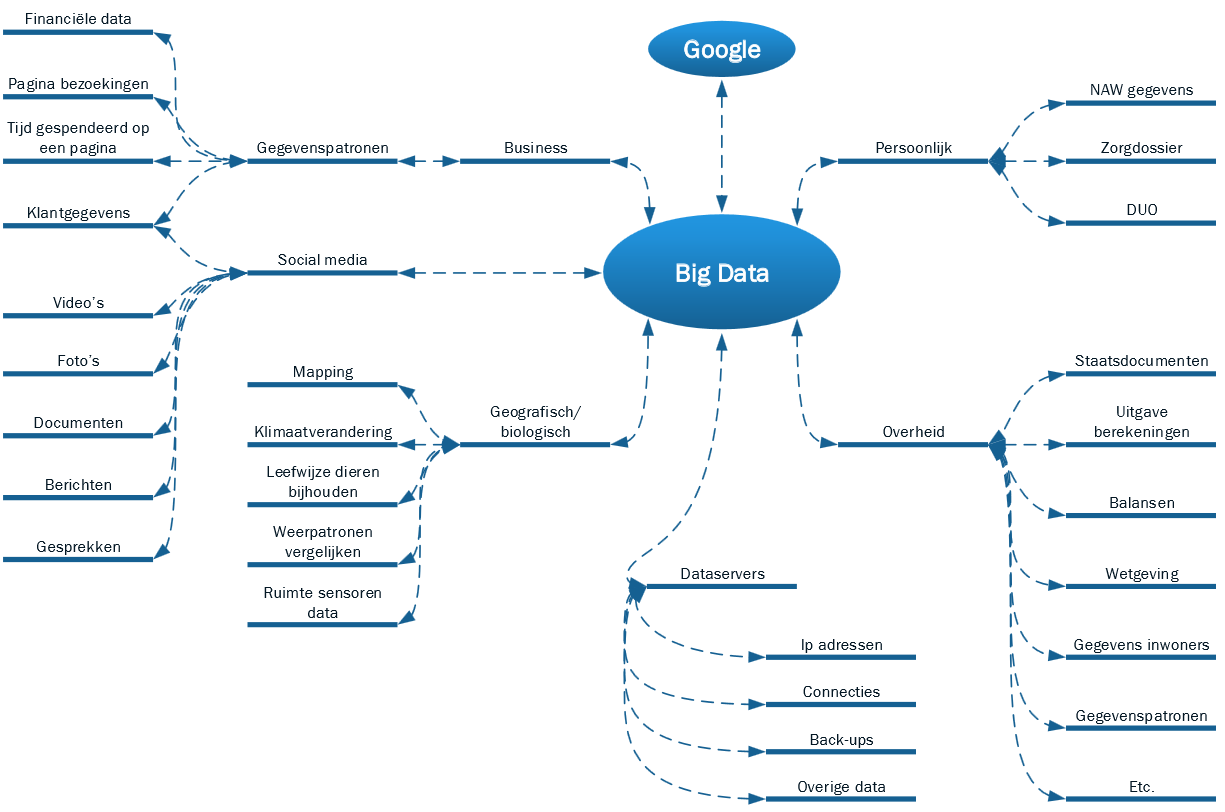 Google
Big Data
Business
Gegevenspatronen
Financiële data
Pagina bezoekingen
Tijd gespendeerd op
een pagina
Klantgegevens
Social media
Video's
Foto's
Documenten
Berichten
Gesprekken
Geografisch/
biologisch
Mapping
Klimaatverandering
Leefwijze dieren
bijhouden
Weerpatronen
vergelijken
Ruimte sensoren
data
Dataservers
Ip adressen
Connecties
Back-ups
Overige data
Persoonlijk
NAW gegevens
Zorgdossier
DUO
Overheid
Staatsdocumenten
Uitgave
berekeningen
Balansen
Wetgeving
Gegevens inwoners
Gegevenspatronen
Etc.